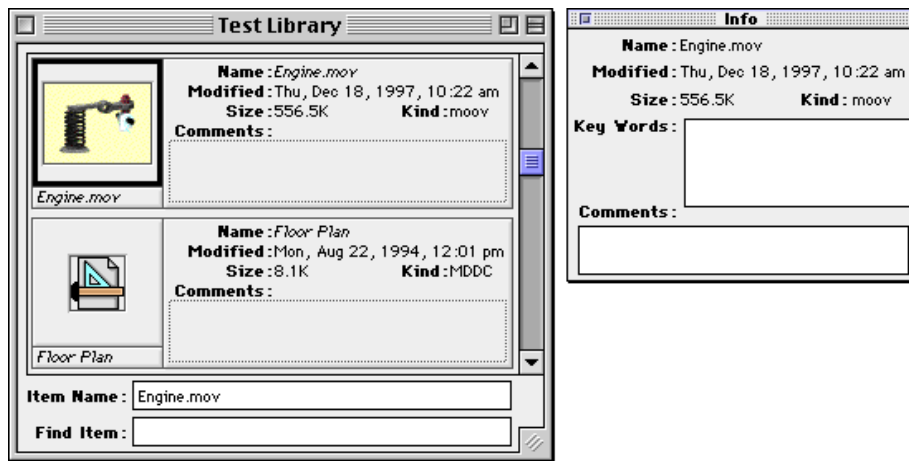 Test Library
Name: Engine.mov
Modified: Thu, Dec 18, 1997, 10:22 am
Size: 556.5K Kind: moov
Comments:
Engine.mov
Name: Floor Plan
Modified: Mon, Aug 22, 1994, 12:01 pm
Size: 8.1K Kind: MDDC
Comments:
Floor Plan
Item Name: Engine.mov
Find Item:
Info
Name: Engine.mov
Modified: Thu, Dec 18, 1997, 10:22 am
Size: 556.5K Kind: moov
Key Words:
Comments: